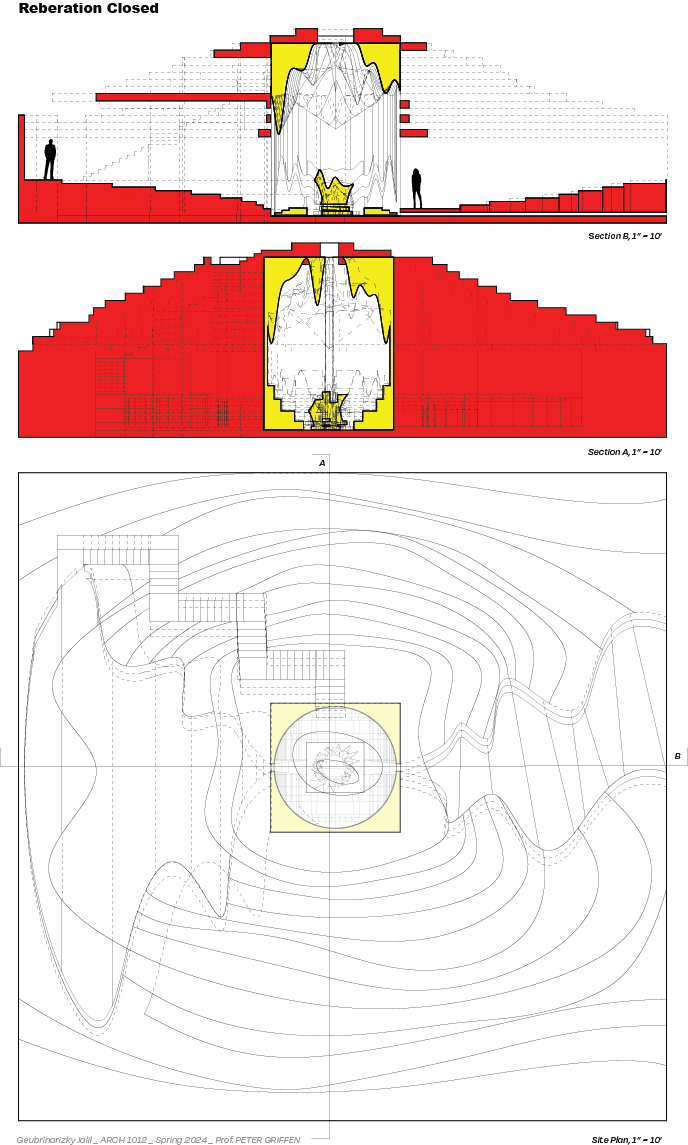 Reberation Closed
Section B, 1" = 10'
Section A, 1" = 10'
A
B
Geubrinarizky Jalil _ ARCH 1012 _ Spring 2024 _ Prof. PETER GRIFFEN
Site Plan, 1" = 10'